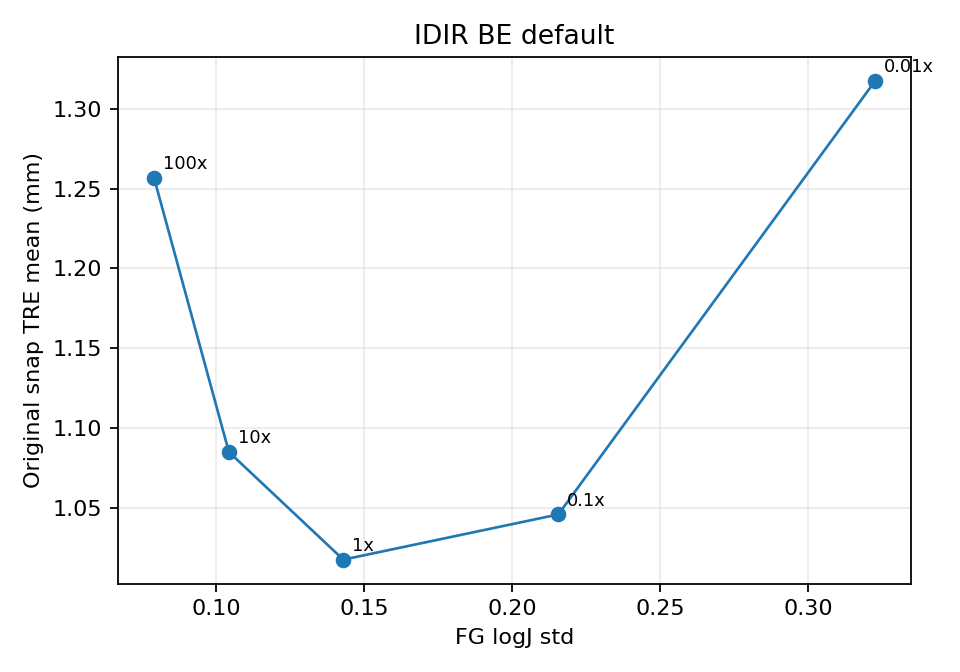 IDIR BE default
Original snap TRE mean (mm)
1.30
1.25
1.20
1.15
1.10
1.05
0.01x
100x
10x
0.1x
1x
0.10
0.15
0.20
0.25
0.30
FG logJ std